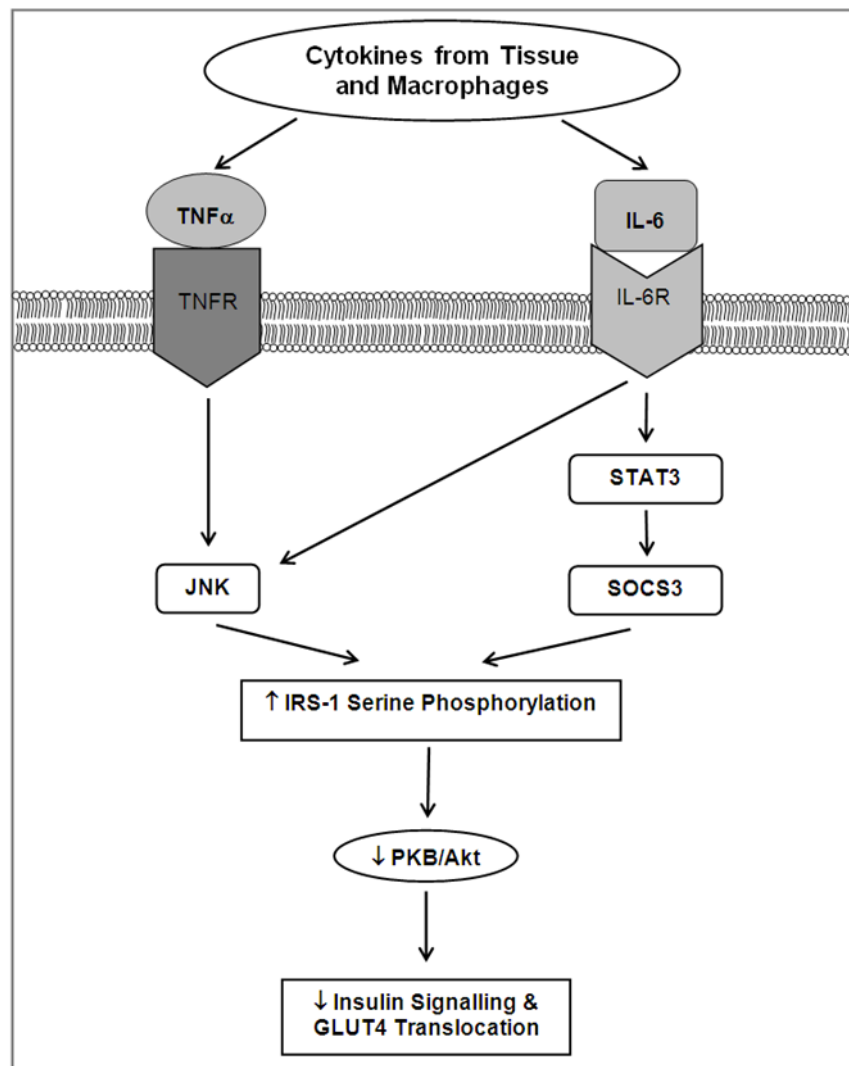 Cytokines from Tissue
and Macrophages
TNFα
IL-6
TNFR
IL-6R
STAT3
JNK
SOCS3
↑ IRS-1 Serine Phosphorylation
↓ PKB/Akt
↓ Insulin Signalling &
GLUT4 Translocation